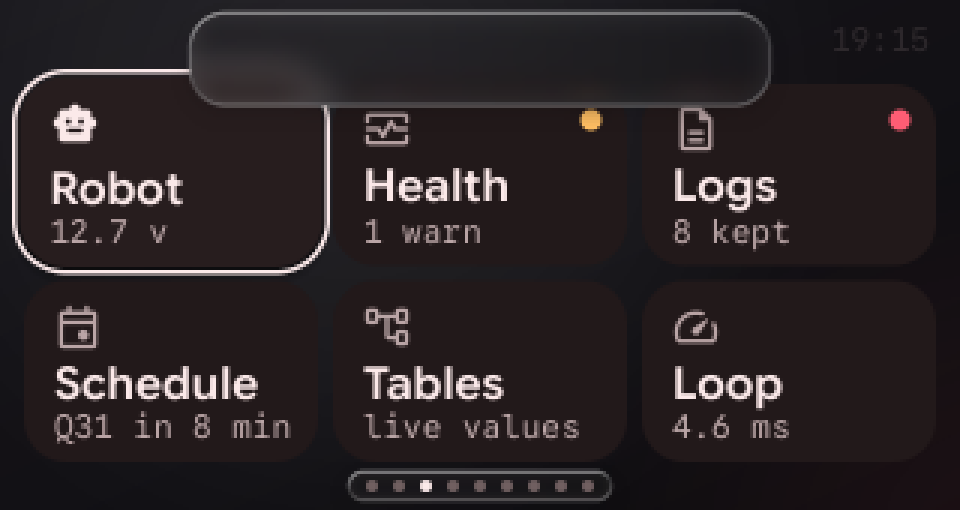 19:15
Robot
12.7 v
Health
1 warn
Logs
8 kept
Schedule
Q31 in 8 min
Tables
live values
Loop
4.6 ms